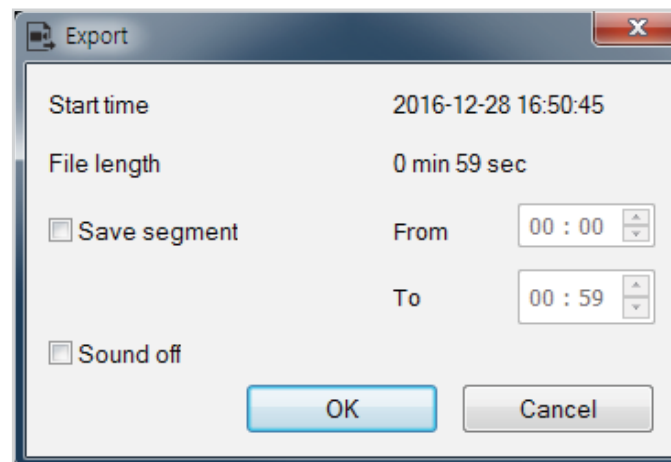 Export
Start time 2016-12-28 16:50:45
File length 0 min 59 sec
Save segment From 00 : 00
To 00 : 59
Sound off
OK Cancel